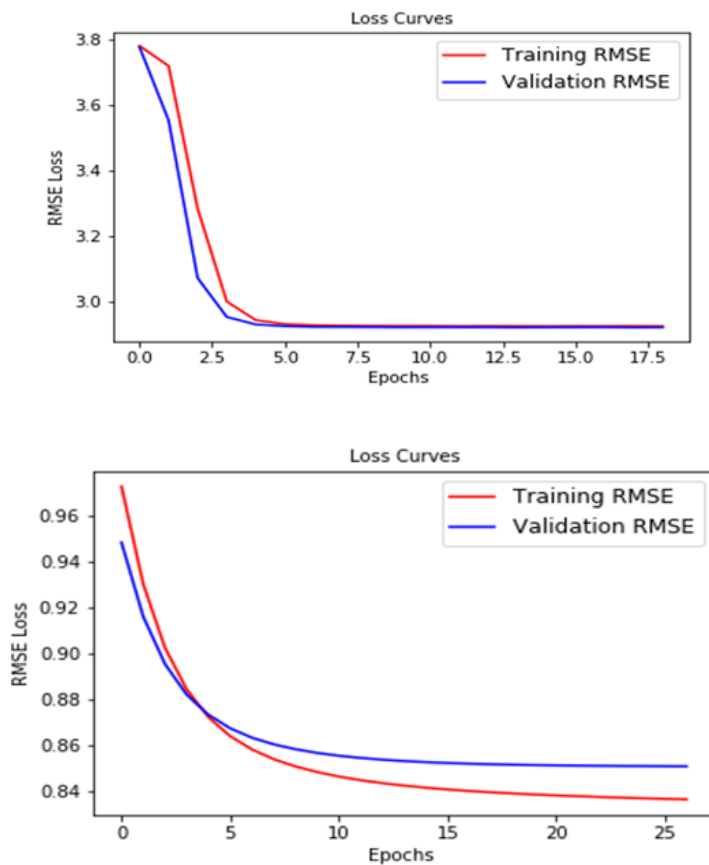 Loss Curves
3.8
Training RMSE
Validation RMSE
3.6
3.4
3.2
3.0
RMSE Loss
0.0 2.5 5.0 7.5 10.0 12.5 15.0 17.5
Epochs
Loss Curves
Training RMSE
Validation RMSE
0.96
0.94
0.92
0.90
0.88
0.86
0.84
RMSE Loss
0 5 10 15 20 25
Epochs